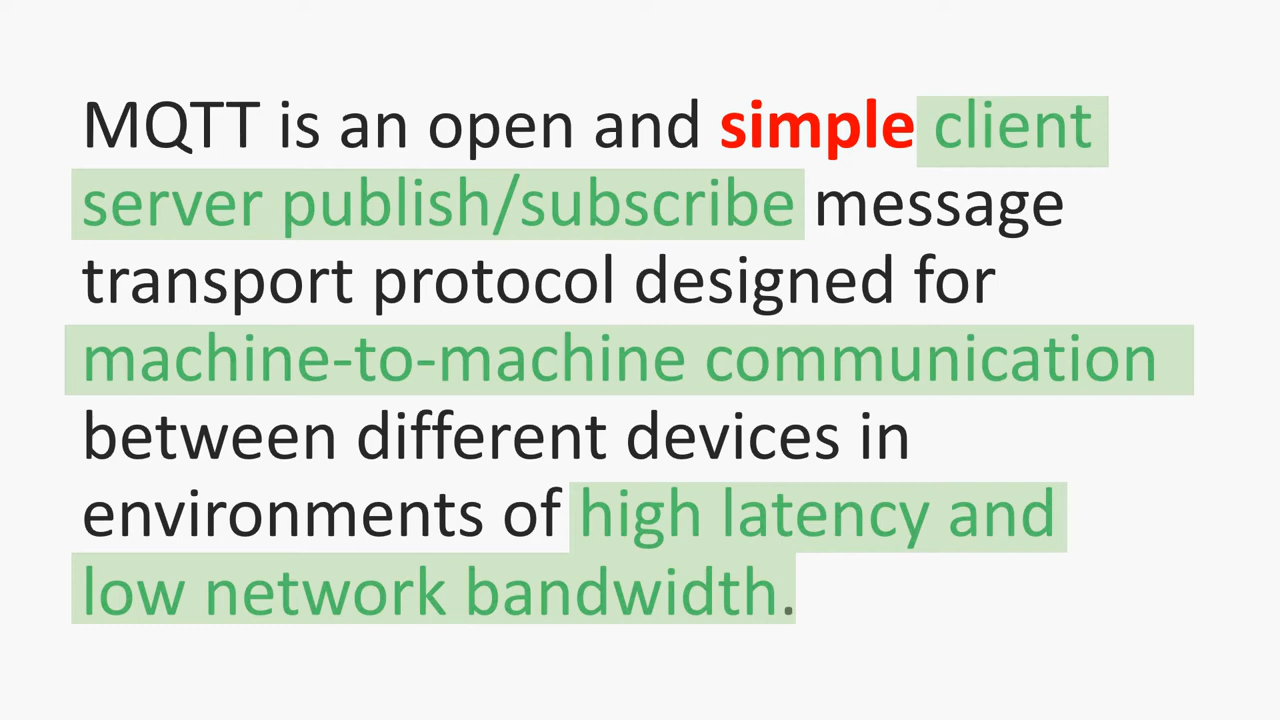 MQTT is an open and simple client
server publish/subscribe message
transport protocol designed for
machine-to-machine communication
between different devices in
environments of high latency and
low network bandwidth.